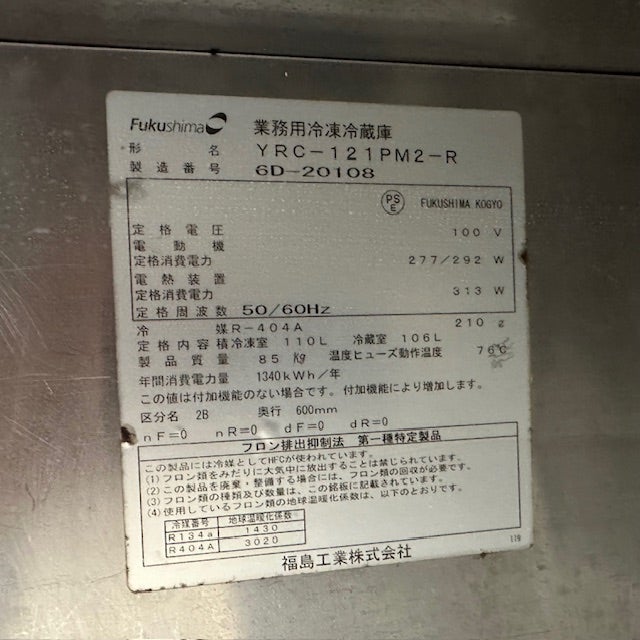 Fukushima 業務用冷凍冷蔵庫
形 名 YRC-121PM2-R
製造番号 6D-20108
PS E FUKUSHIMA KOGYO
定格電圧 100 V
電動機
定格消費電力 277/292 W
電熱装置
定格消費電力 313 W
定格周波数 50/60Hz
冷 媒 R-404A 210 g
定格内容積 冷凍室 110L 冷蔵室 106L
製品質量 85 Kg 温度ヒューズ動作温度 76℃
年間消費電力量 1340kWh/年
この値は付加機能のない場合です。付加機能により増加します。
区分名 2B 奥行 600mm
nF=0 nR=0 dF=0 dR=0
フロン排出抑制法 第一種特定製品
この製品には冷媒としてHFCが使われています。
(1)フロン類をみだりに大気中に放出することは禁じられています。
(2)この製品を廃棄・整備する場合には、フロン類の回収が必要です。
(3)フロン類の種類及び数量は、この銘板に記載されています。
(4)使用しているフロン類の地球温暖化係数は、以下のとおりです。
冷媒番号 地球温暖化係数
R134a 1430
R404A 3020
福島工業株式会社
119